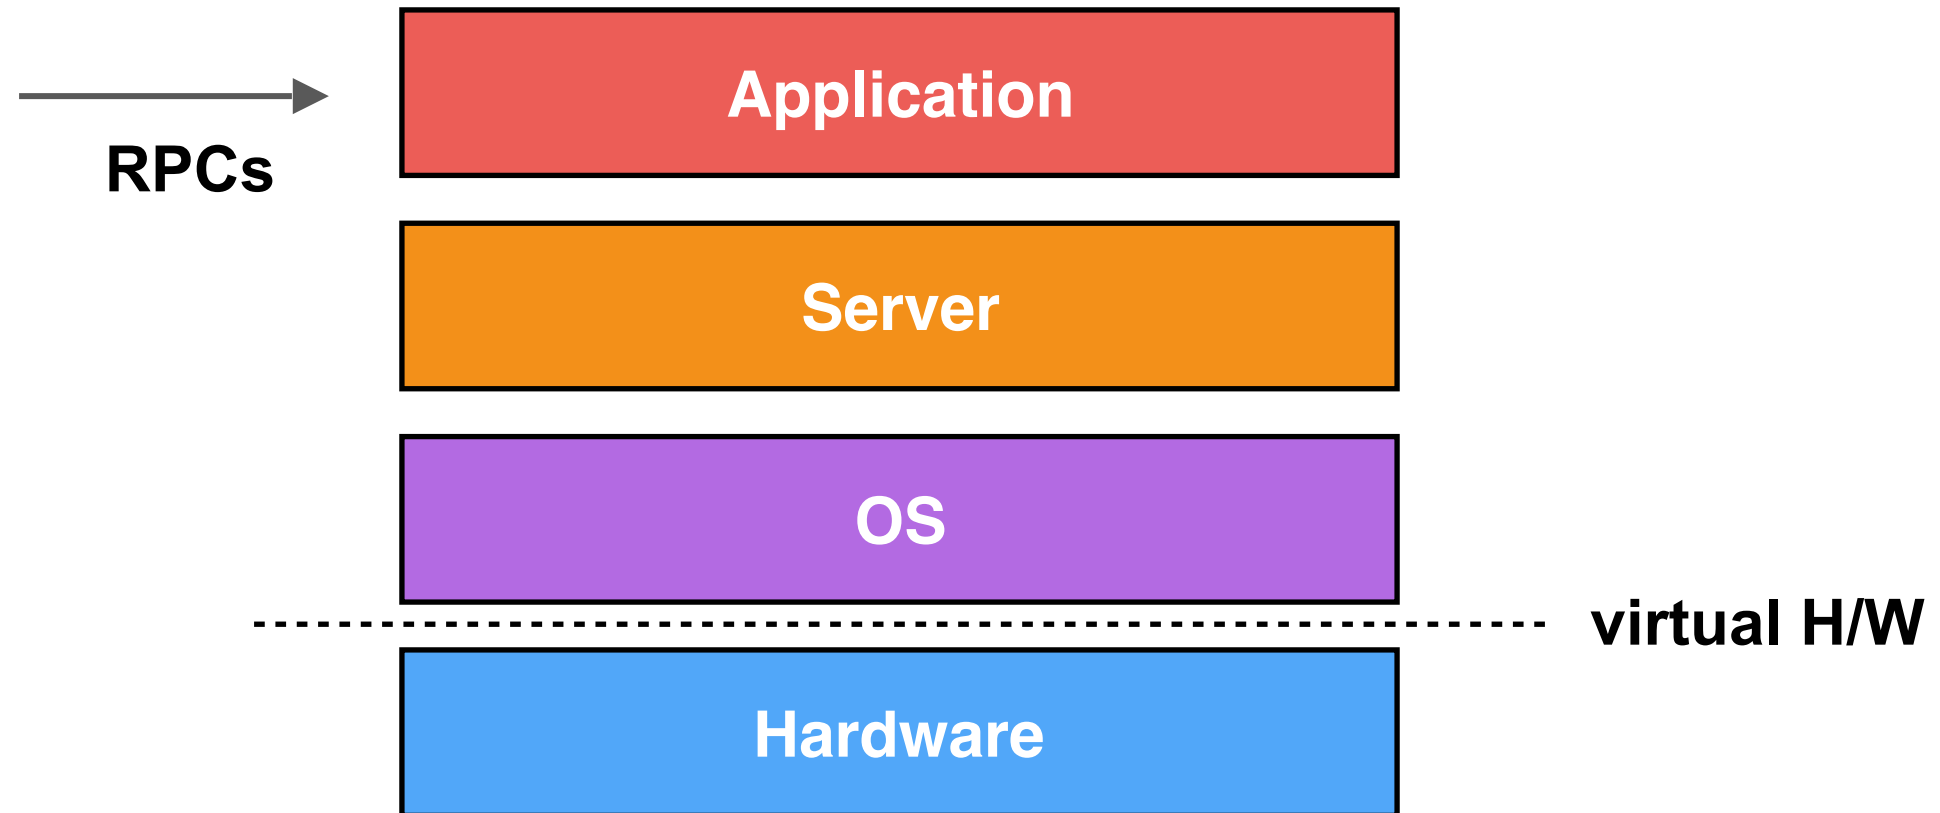 Application
RPCs
Server
OS
virtual H/W
Hardware